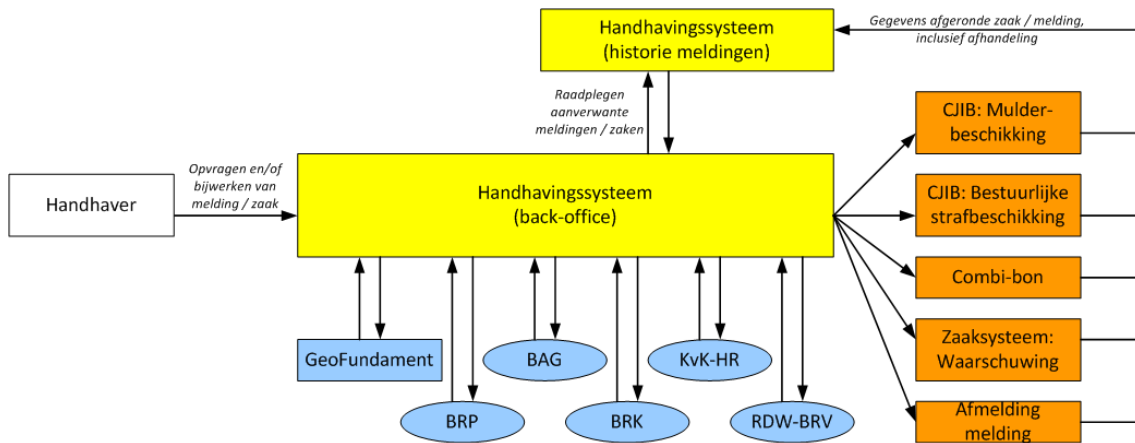 Handhavingssysteem
(historie meldingen)
Gegevens afgeronde zaak / melding,
inclusief afhandeling
Raadplegen
aanverwante
meldingen / zaken
CJIB: Mulder-
beschikking
Opvragen en/of
bijwerken van
melding / zaak
Handhaver
Handhavingssysteem
(back-office)
CJIB: Bestuurlijke
strafbeschikking
Combi-bon
Zaaksysteem:
Waarschuwing
Afmelding
melding
GeoFundament
BAG
KvK-HR
BRP
BRK
RDW-BRV